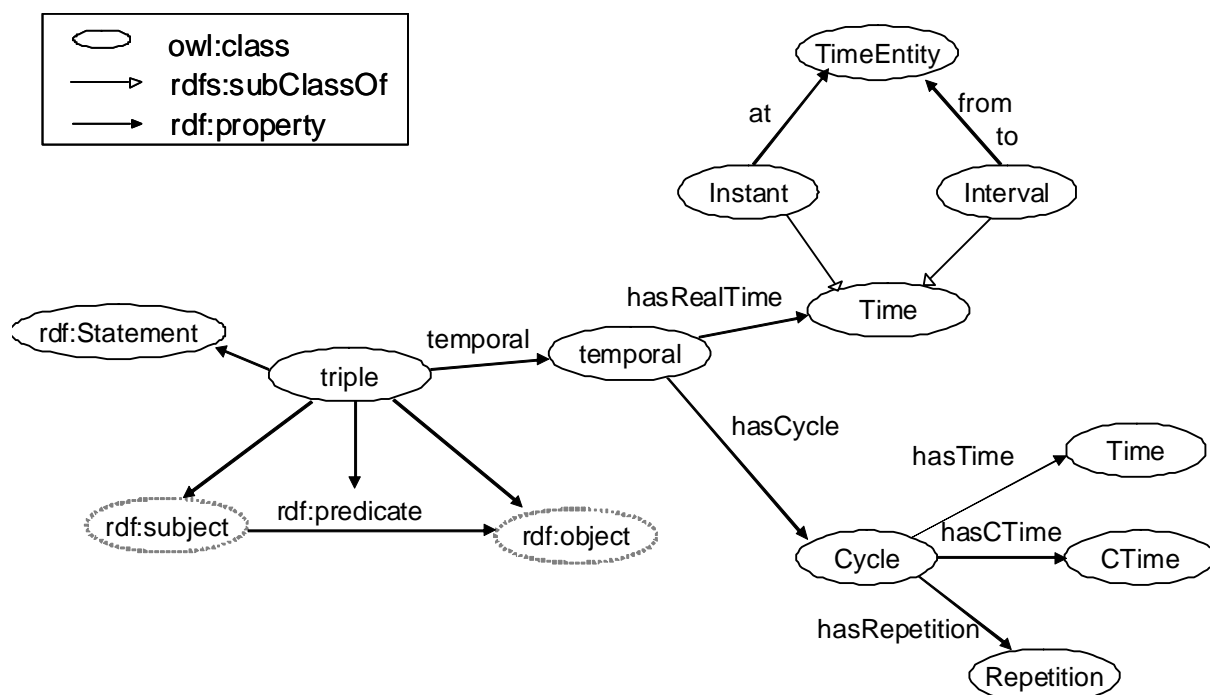 owl:class
rdfs:subClassOf
rdf:property
TimeEntity
at
from
to
Instant
Interval
hasRealTime
Time
rdf:Statement
temporal
temporal
triple
hasCycle
hasTime
Time
rdf:subject
rdf:predicate
rdf:object
hasCTime
Cycle
CTime
hasRepetition
Repetition